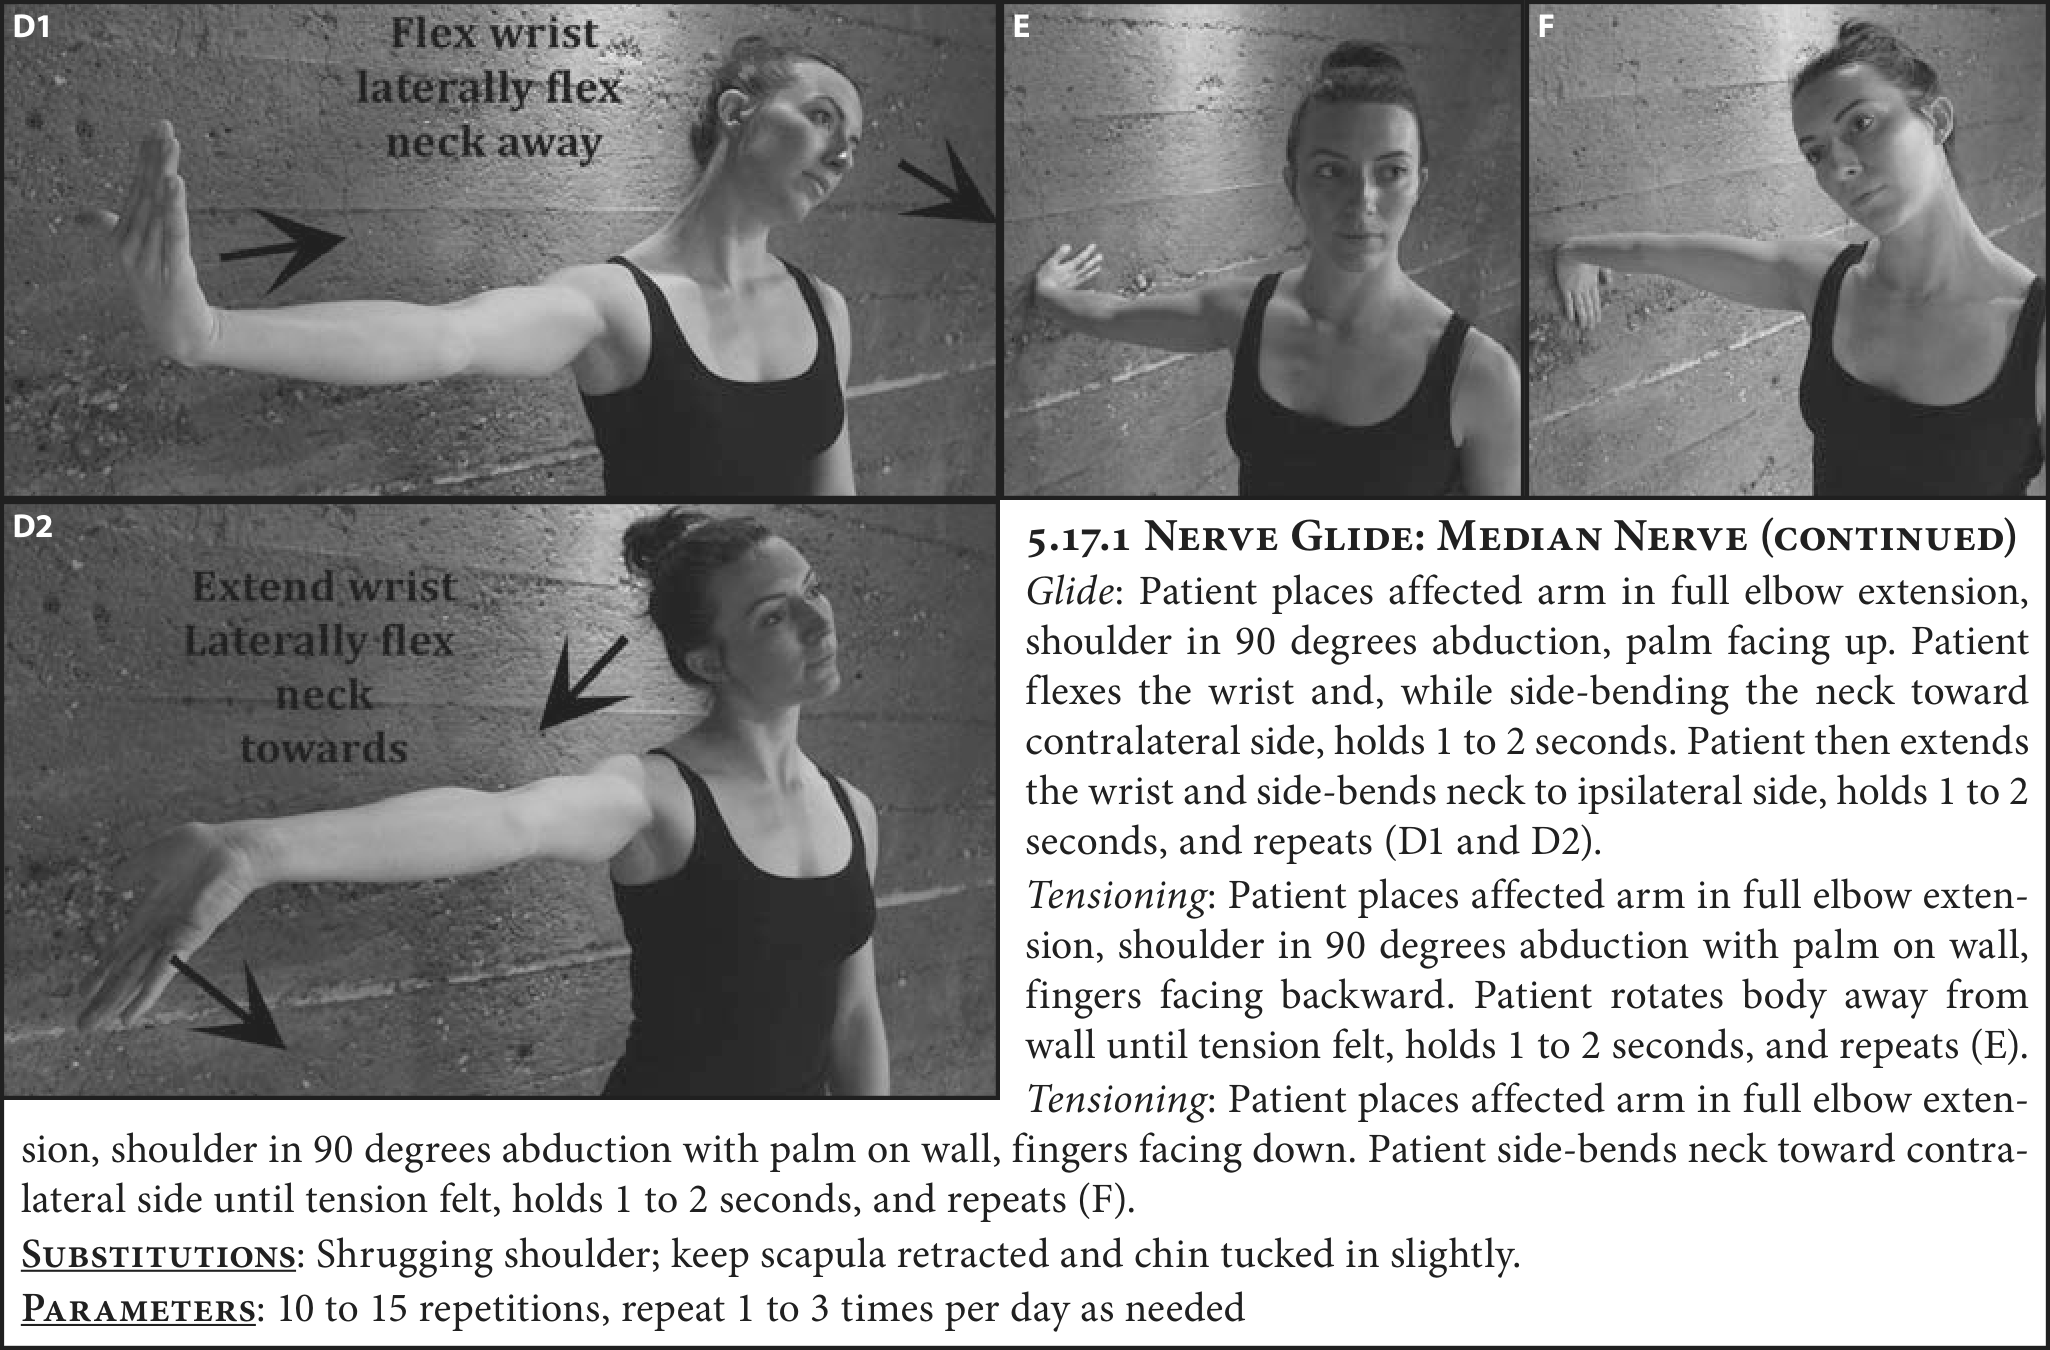 D1
Flex wrist
laterally flex
neck away
E
F
D2
Extend wrist
Laterally flex
neck
towards
5.17.1 Nerve Glide: Median Nerve (continued)
Glide: Patient places affected arm in full elbow extension,
shoulder in 90 degrees abduction, palm facing up. Patient
flexes the wrist and, while side-bending the neck toward
contralateral side, holds 1 to 2 seconds. Patient then extends
the wrist and side-bends neck to ipsilateral side, holds 1 to 2
seconds, and repeats (D1 and D2).
Tensioning: Patient places affected arm in full elbow exten-
sion, shoulder in 90 degrees abduction with palm on wall,
fingers facing backward. Patient rotates body away from
wall until tension felt, holds 1 to 2 seconds, and repeats (E).
Tensioning: Patient places affected arm in full elbow exten-
sion, shoulder in 90 degrees abduction with palm on wall, fingers facing down. Patient side-bends neck toward contra-
lateral side until tension felt, holds 1 to 2 seconds, and repeats (F).
Substitutions: Shrugging shoulder; keep scapula retracted and chin tucked in slightly.
Parameters: 10 to 15 repetitions, repeat 1 to 3 times per day as needed